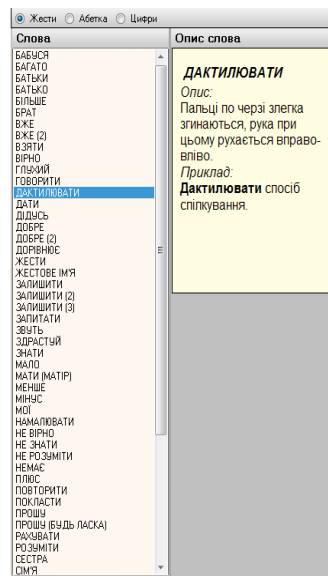 Жести Абетка Цифри
Слова
БАБУСЯ
БАГАТО
БАТЬКИ
БАТЬКО
БІЛЬШЕ
БРАТ
ВЖЕ
ВЖЕ (2)
ВЗЯТИ
ВІРНО
ГЛУХИЙ
ГОВОРИТИ
ДАКТИЛЮВАТИ
ДАТИ
ДІДУСЬ
ДОБРЕ
ДОБРЕ (2)
ДОРІВНЮЄ
ЖЕСТИ
ЖЕСТОВЕ ІМ'Я
ЗАЛИШИТИ
ЗАЛИШИТИ (2)
ЗАЛИШИТИ (3)
ЗАПИТАТИ
ЗВУТЬ
ЗДРАСТУЙ
ЗНАТИ
МАЛО
МАТИ (МАТІР)
МЕНШЕ
МІНУС
МОЇ
НАМАЛЮВАТИ
НЕ ВІРНО
НЕ ЗНАТИ
НЕ РОЗУМІТИ
НЕМАЄ
ПЛЮС
ПОВТОРИТИ
ПОКЛАСТИ
ПРОШУ
ПРОШУ (БУДЬ ЛАСКА)
РАХУВАТИ
РОЗУМІТИ
СЕСТРА
СІМ'Я
Опис слова
ДАКТИЛЮВАТИ
Опис:
Пальці по черзі злегка
згинаються, рука при
цьому рухається вправо-
вліво.
Приклад:
Дактилювати спосіб
спілкування.